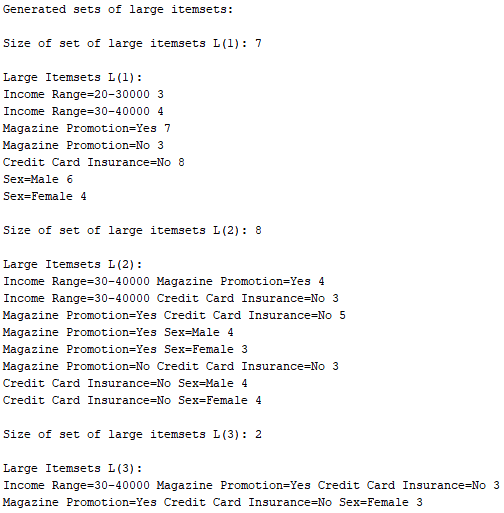 Generated sets of large itemsets:
Size of set of large itemsets L(1): 7
Large Itemsets L(1):
Income Range=20-30000 3
Income Range=30-40000 4
Magazine Promotion=Yes 7
Magazine Promotion=No 3
Credit Card Insurance=No 8
Sex=Male 6
Sex=Female 4
Size of set of large itemsets L(2): 8
Large Itemsets L(2):
Income Range=30-40000 Magazine Promotion=Yes 4
Income Range=30-40000 Credit Card Insurance=No 3
Magazine Promotion=Yes Credit Card Insurance=No 5
Magazine Promotion=Yes Sex=Male 4
Magazine Promotion=Yes Sex=Female 3
Magazine Promotion=No Credit Card Insurance=No 3
Credit Card Insurance=No Sex=Male 4
Credit Card Insurance=No Sex=Female 4
Size of set of large itemsets L(3): 2
Large Itemsets L(3):
Income Range=30-40000 Magazine Promotion=Yes Credit Card Insurance=No 3
Magazine Promotion=Yes Credit Card Insurance=No Sex=Female 3